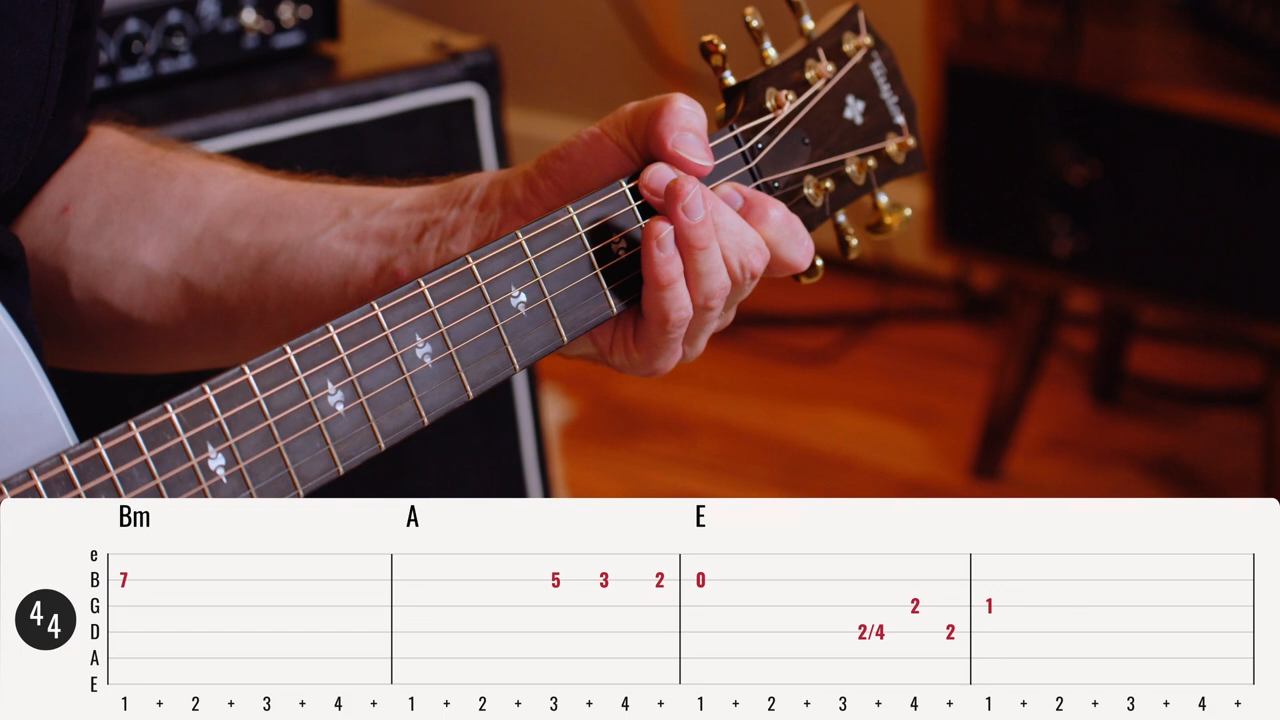 Taylor
Bm A E
e
B 7 5 3 2 0
G 2 1
4 4
D 2/4 2
A
E
1 + 2 + 3 + 4 + 1 + 2 + 3 + 4 + 1 + 2 + 3 + 4 + 1 + 2 + 3 + 4 +